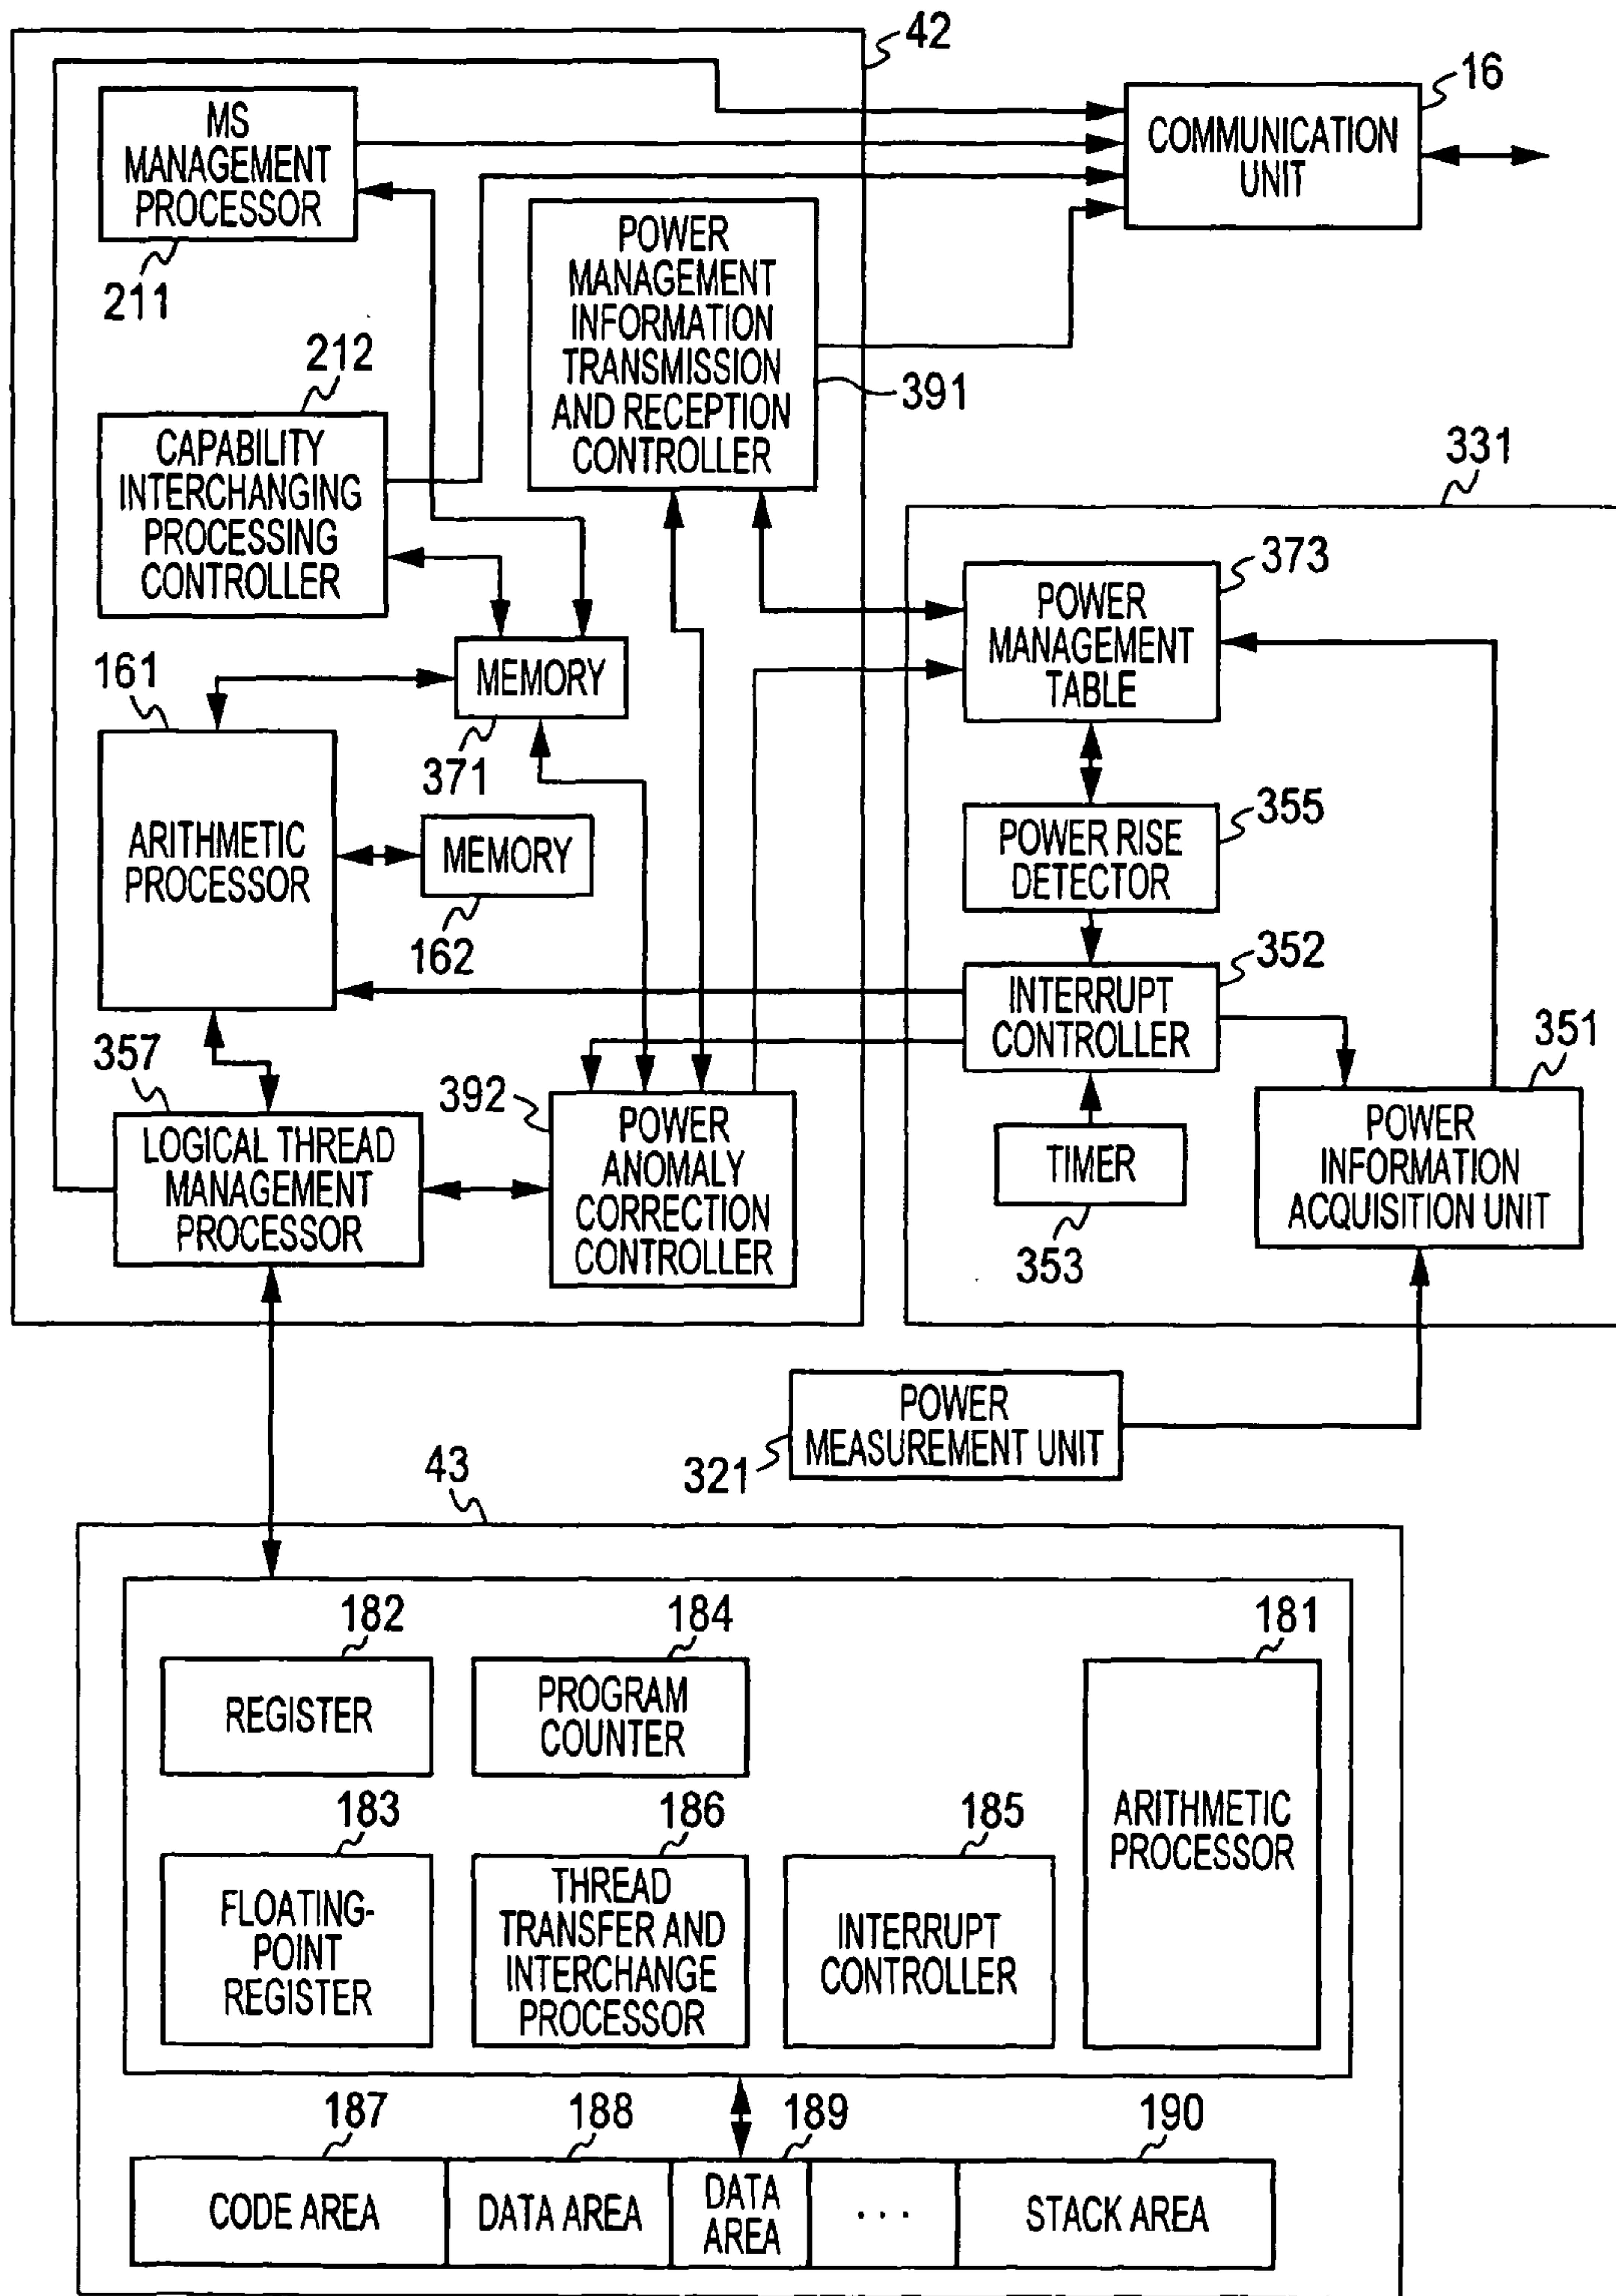 42
16
MS
MANAGEMENT
PROCESSOR
211
COMMUNICATION
UNIT
POWER
MANAGEMENT
INFORMATION
TRANSMISSION
AND RECEPTION
CONTROLLER
391
212
CAPABILITY
INTERCHANGING
PROCESSING
CONTROLLER
331
373
POWER
MANAGEMENT
TABLE
161
MEMORY
371
ARITHMETIC
PROCESSOR
MEMORY
162
355
POWER RISE
DETECTOR
352
INTERRUPT
CONTROLLER
351
357
LOGICAL THREAD
MANAGEMENT
PROCESSOR
392
POWER
ANOMALY
CORRECTION
CONTROLLER
TIMER
353
POWER
INFORMATION
ACQUISITION UNIT
POWER
MEASUREMENT UNIT
321
43
182
184
181
REGISTER
PROGRAM
COUNTER
ARITHMETIC
PROCESSOR
183
186
185
FLOATING-
POINT
REGISTER
THREAD
TRANSFER AND
INTERCHANGE
PROCESSOR
INTERRUPT
CONTROLLER
187
188
189
190
CODE AREA
DATA AREA
DATA
AREA
...
STACK AREA